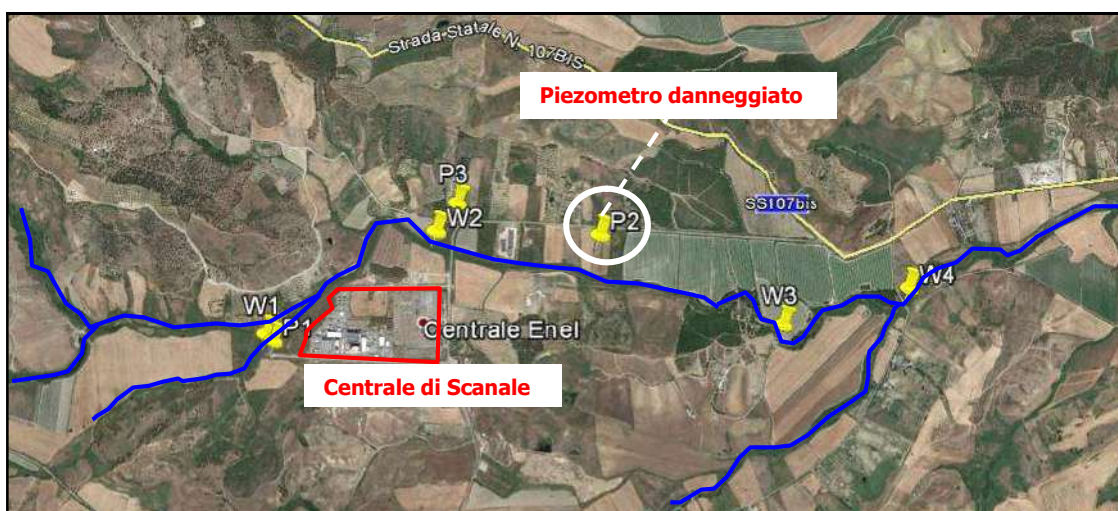 Strada Statale N. 107BIS
Piezometro danneggiato
P3
W2
P2
SS107bis
W4
W3
W1
P1
Centrale Enel
Centrale di Scanale